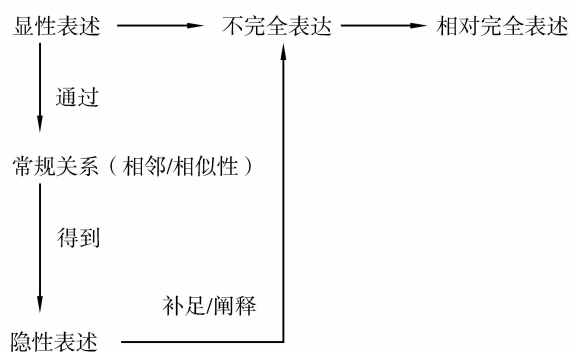 显性表述 不完全表达 相对完全表述
通过
常规关系（相邻/相似性）
得到
补足/阐释
隐性表述